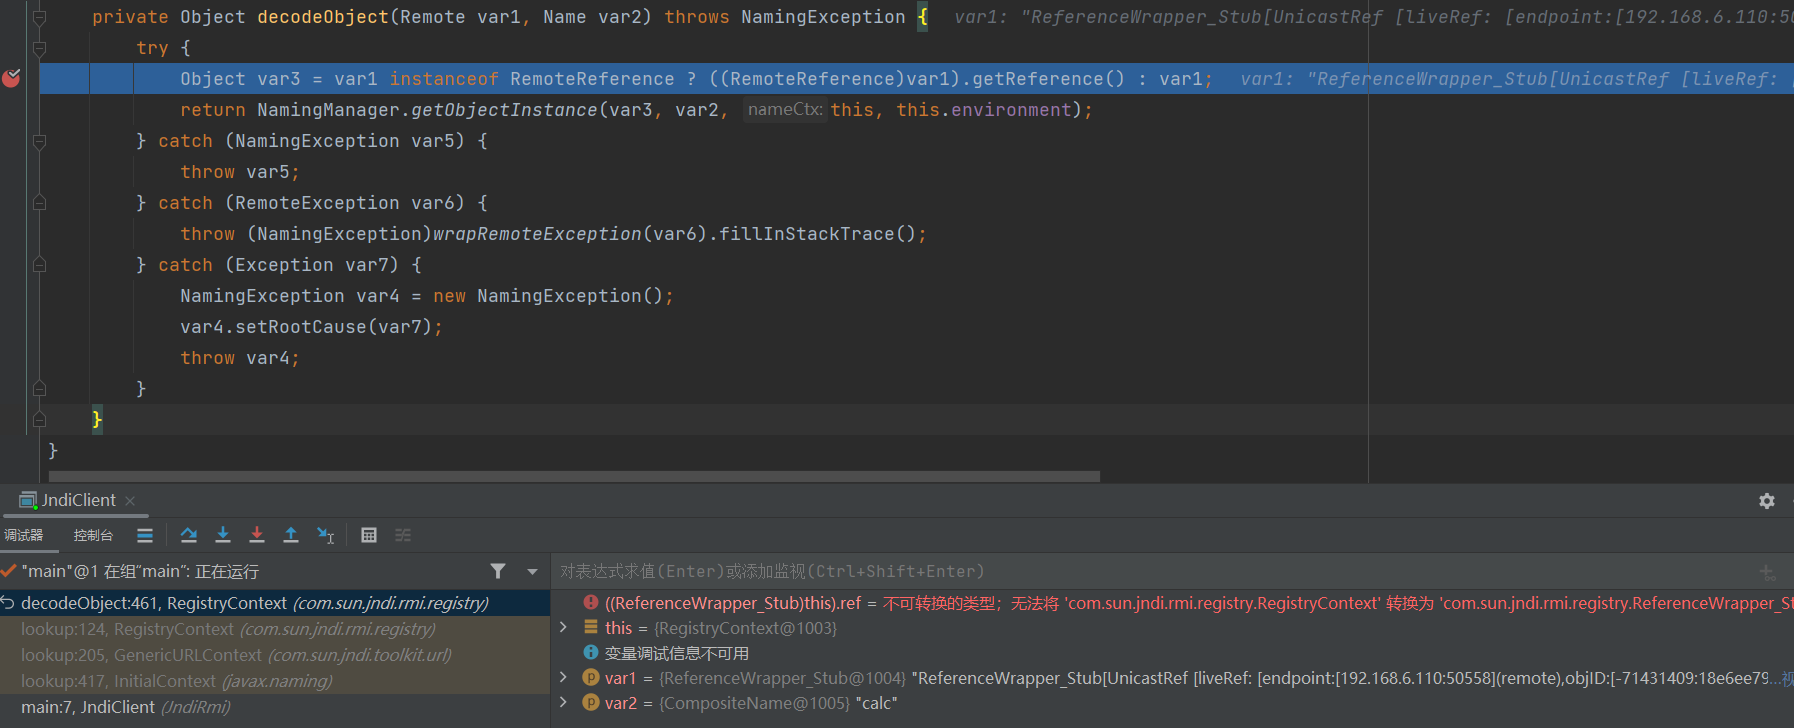 private Object decodeObject(Remote var1, Name var2) throws NamingException { var1: "ReferenceWrapper_Stub[UnicastRef [liveRef: [endpoint:[192.168.6.110:50
try {
Object var3 = var1 instanceof RemoteReference ? ((RemoteReference)var1).getReference() : var1; var1: "ReferenceWrapper_Stub[UnicastRef [liveRef:
return NamingManager.getObjectInstance(var3, var2, nameCtx: this, this.environment);
} catch (NamingException var5) {
throw var5;
} catch (RemoteException var6) {
throw (NamingException)wrapRemoteException(var6).fillInStackTrace();
} catch (Exception var7) {
NamingException var4 = new NamingException();
var4.setRootCause(var7);
throw var4;
}
}
}
JndiClient
调试器 控制台
"main"@1 在组"main": 正在运行
对表达式求值(Enter)或添加监视(Ctrl+Shift+Enter)
decodeObject:461, RegistryContext (com.sun.jndi.rmi.registry)
lookup:124, RegistryContext (com.sun.jndi.rmi.registry)
lookup:205, GenericURLContext (com.sun.jndi.toolkit.url)
lookup:417, InitialContext (javax.naming)
main:7, JndiClient (JndiRmi)
((ReferenceWrapper_Stub)this).ref = 不可转换的类型；无法将 'com.sun.jndi.rmi.registry.RegistryContext' 转换为 'com.sun.jndi.rmi.registry.ReferenceWrapper_St
this = {RegistryContext@1003}
变量调试信息不可用
var1 = {ReferenceWrapper_Stub@1004} "ReferenceWrapper_Stub[UnicastRef [liveRef: [endpoint:[192.168.6.110:50558](remote),objID:[-71431409:18e6ee79...视
var2 = {CompositeName@1005} "calc"